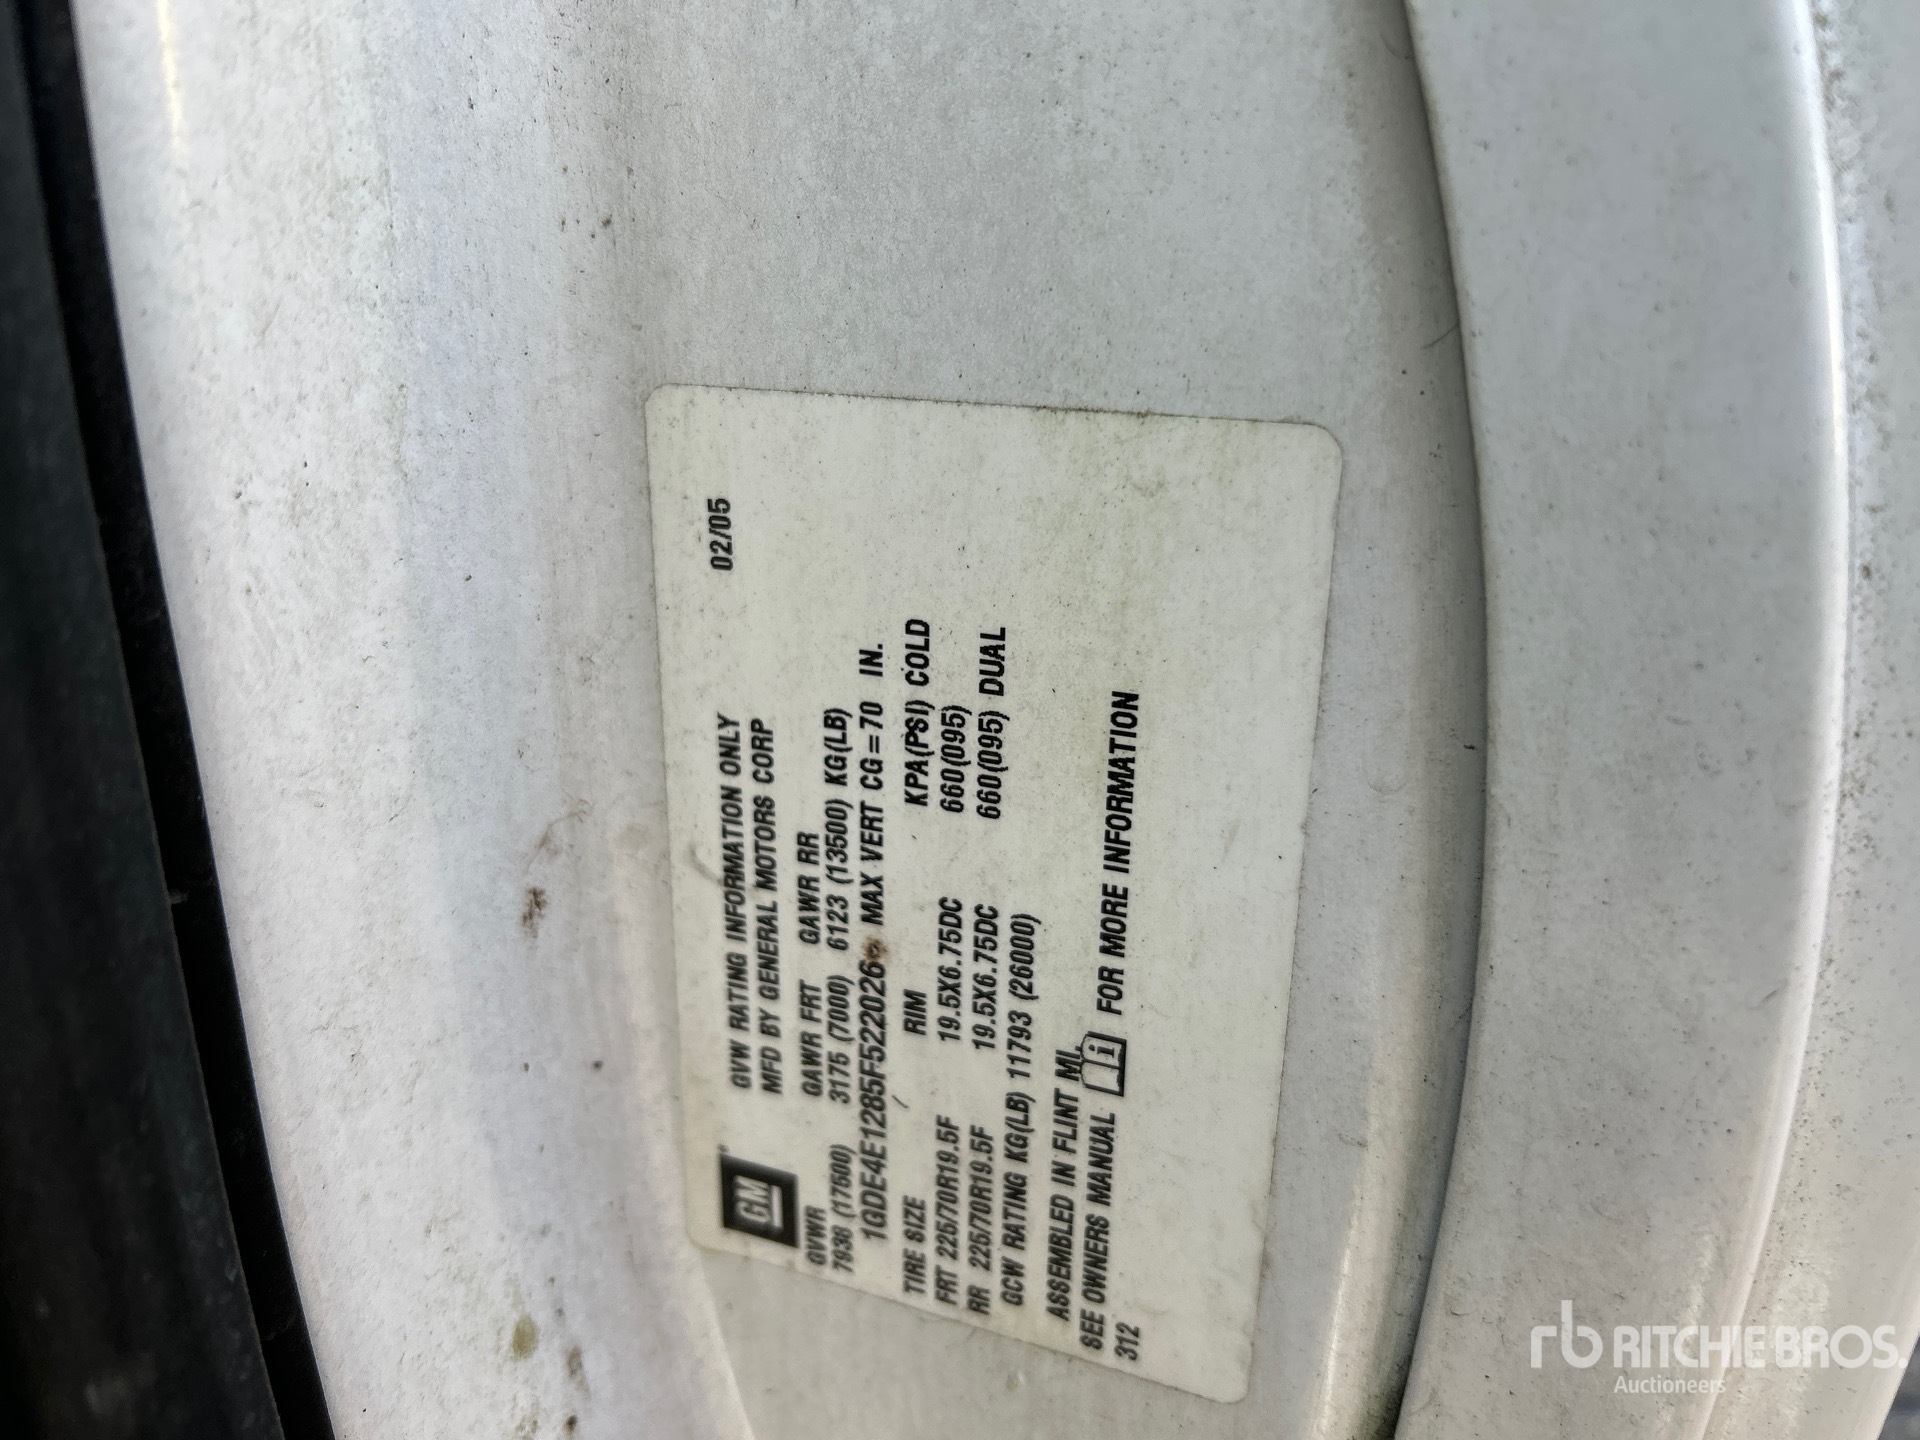 GM
GVW RATING INFORMATION ONLY 02/05
MFD BY GENERAL MOTORS CORP
GVWR GAWR FRT GAWR RR
7938 (17500) 3175 (7000) 6123 (13500) KG(LB)
1GDE4E1285F522026 MAX VERT CG=70 IN.
TIRE SIZE RIM KPA(PSI) COLD
FRT 225/70R19.5F 19.5X6.75DC 660(095)
RR 225/70R19.5F 19.5X6.75DC 660(095) DUAL
GCW RATING KG(LB) 11793 (26000)
ASSEMBLED IN FLINT MI.
SEE OWNERS MANUAL i FOR MORE INFORMATION
312
rb RITCHIE BROS.
Auctioneers